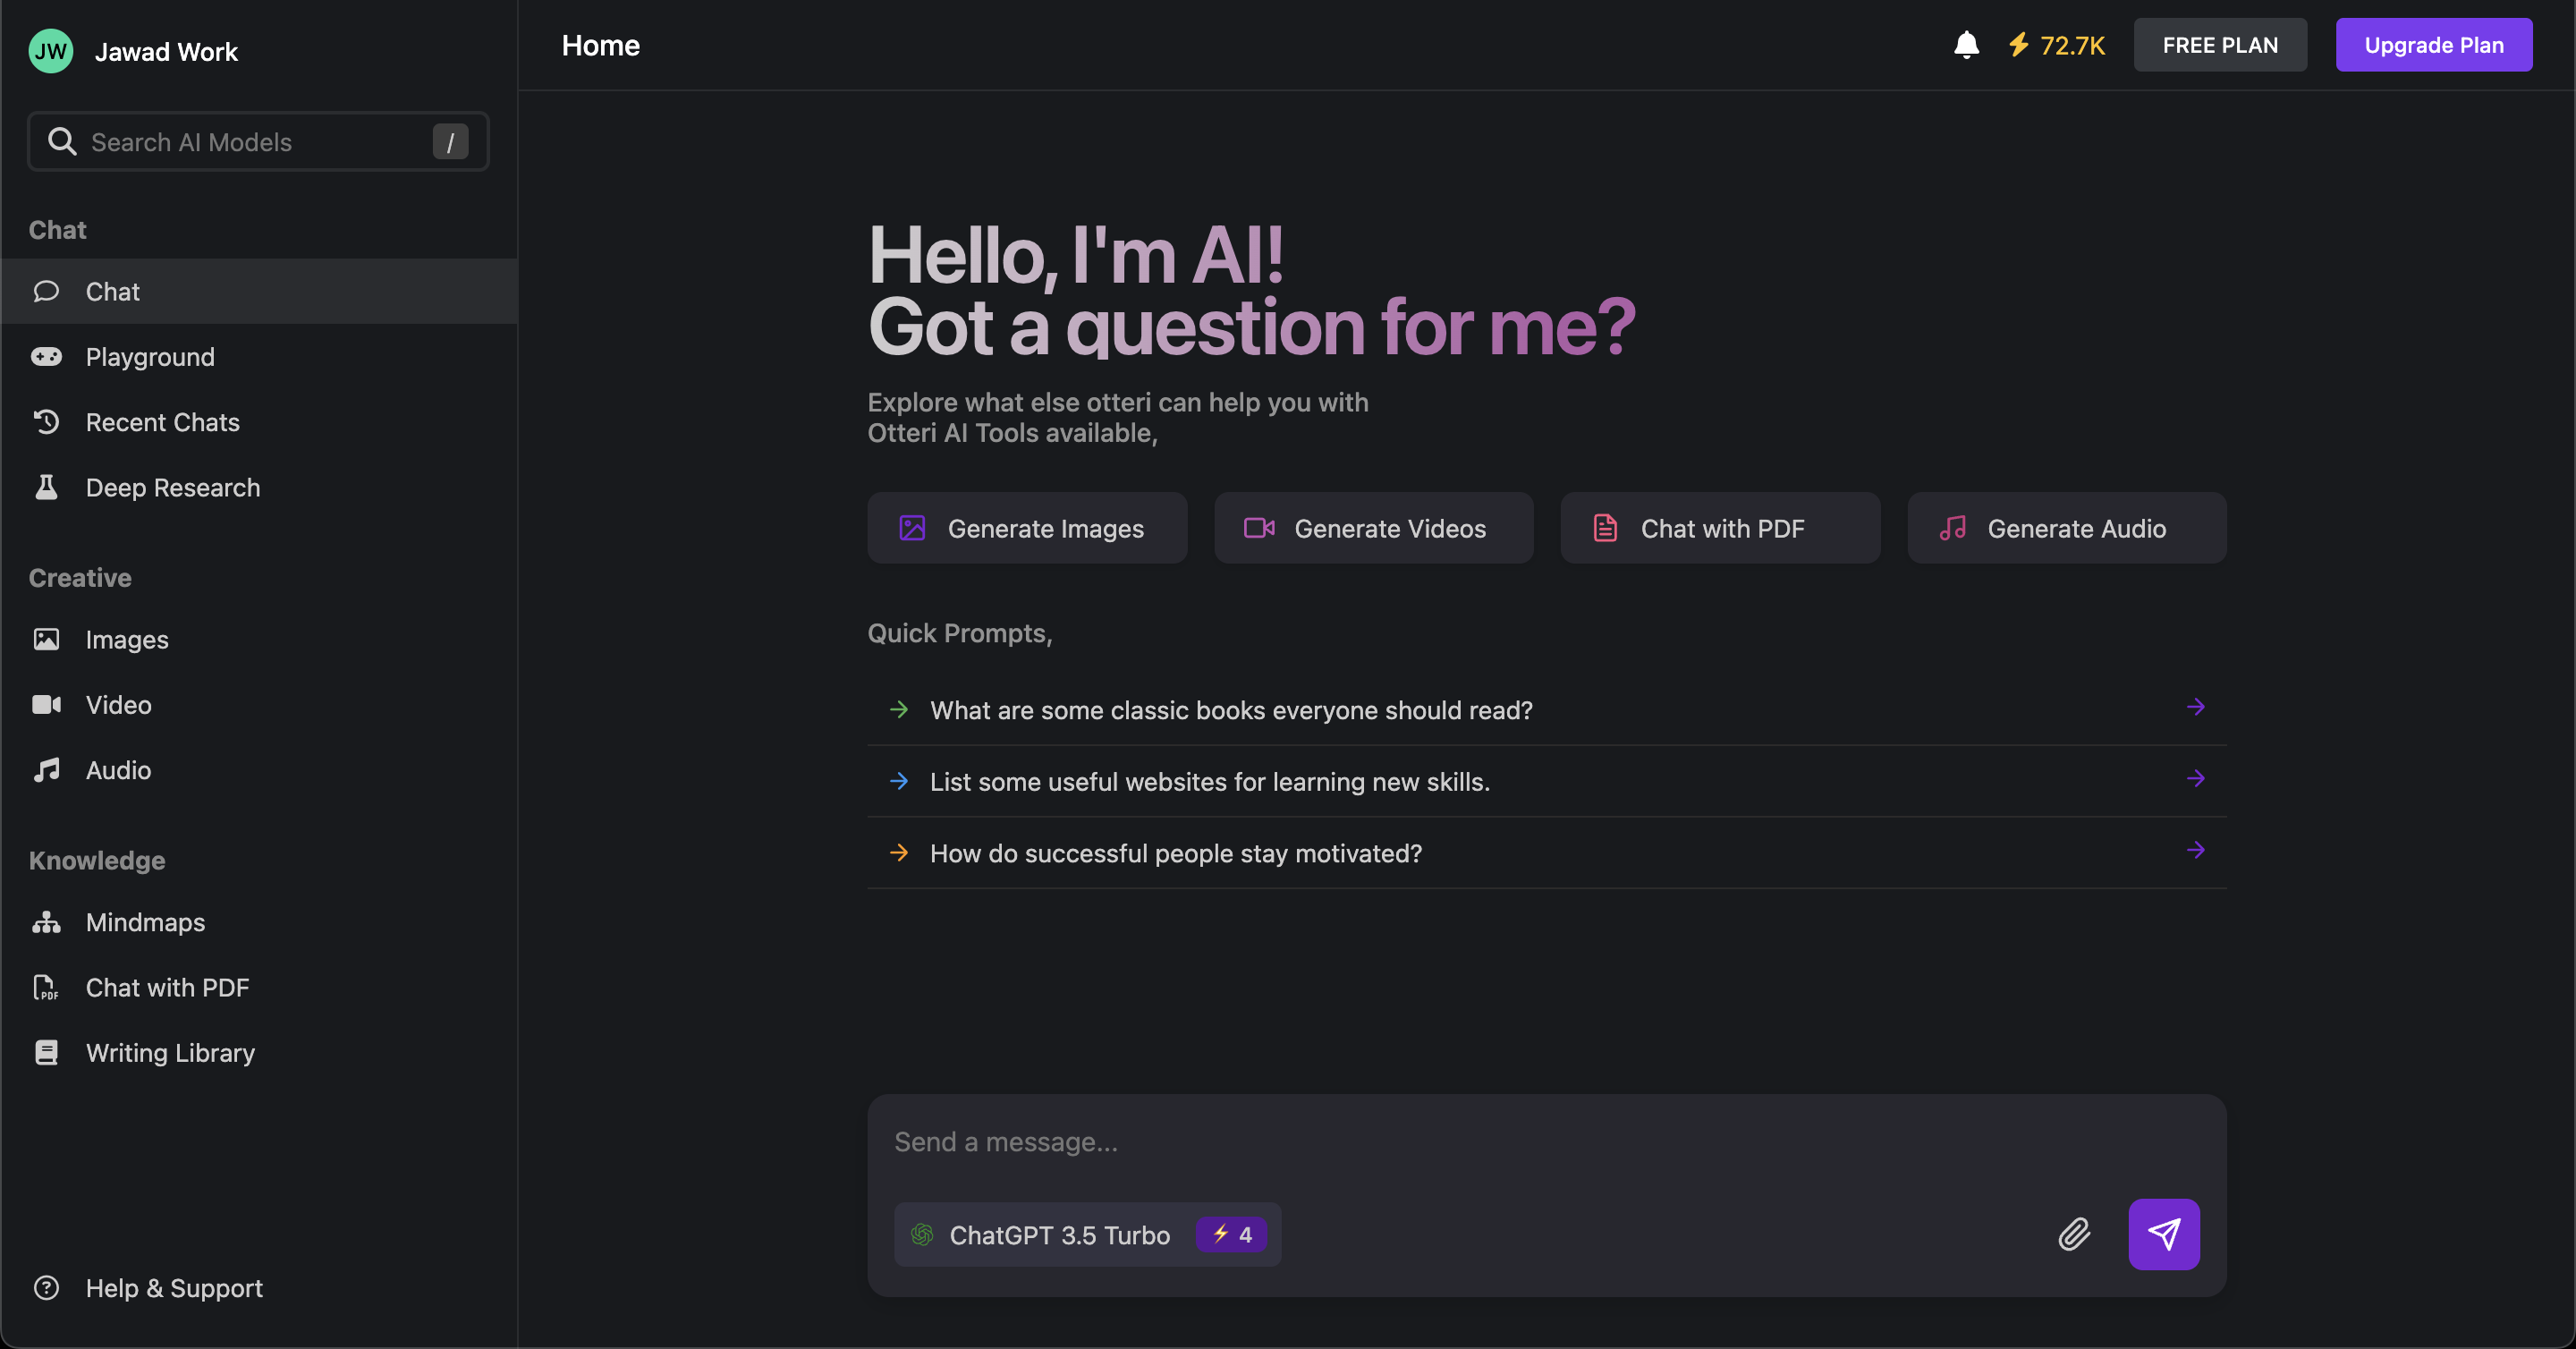 JW
Jawad Work
Search AI Models
/
Chat
Chat
Playground
Recent Chats
Deep Research
Creative
Images
Video
Audio
Knowledge
Mindmaps
PDF
Chat with PDF
Writing Library
Help & Support
Home
72.7K
FREE PLAN
Upgrade Plan
Hello, I'm AI!
Got a question for me?
Explore what else otteri can help you with
Otteri AI Tools available,
Generate Images
Generate Videos
Chat with PDF
Generate Audio
Quick Prompts,
What are some classic books everyone should read?
List some useful websites for learning new skills.
How do successful people stay motivated?
Send a message...
ChatGPT 3.5 Turbo
4